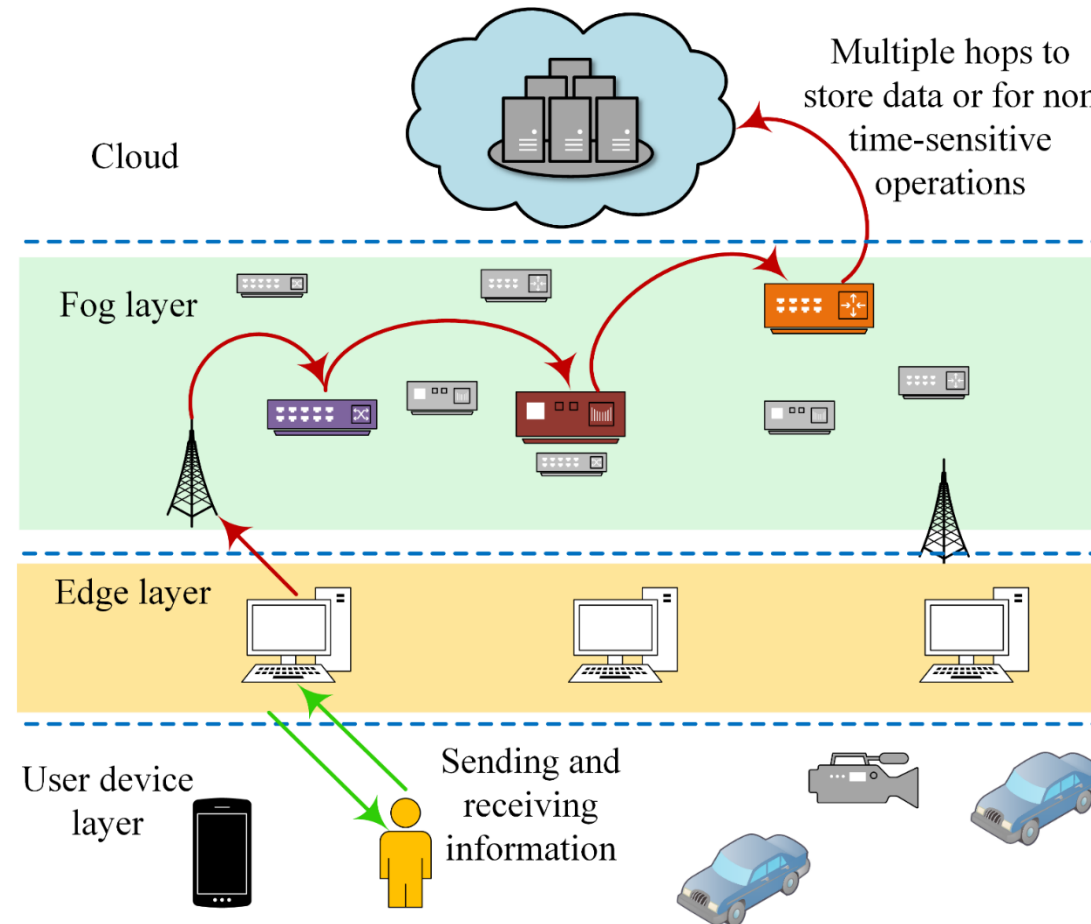 Multiple hops to
store data or for non
time-sensitive
operations
Cloud
Fog layer
Edge layer
User device
layer
Sending and
receiving
information